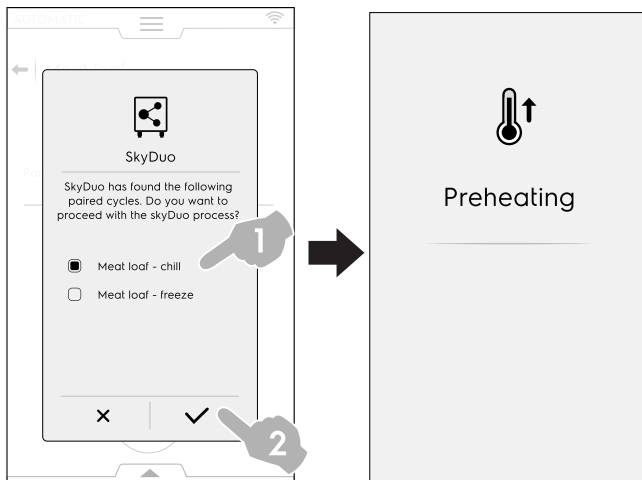 AUTOMATIC
SkyDuo
SkyDuo has found the following
paired cycles. Do you want to
proceed with the skyDuo process?
1
Meat loaf - chill
Meat loaf - freeze
2
Preheating